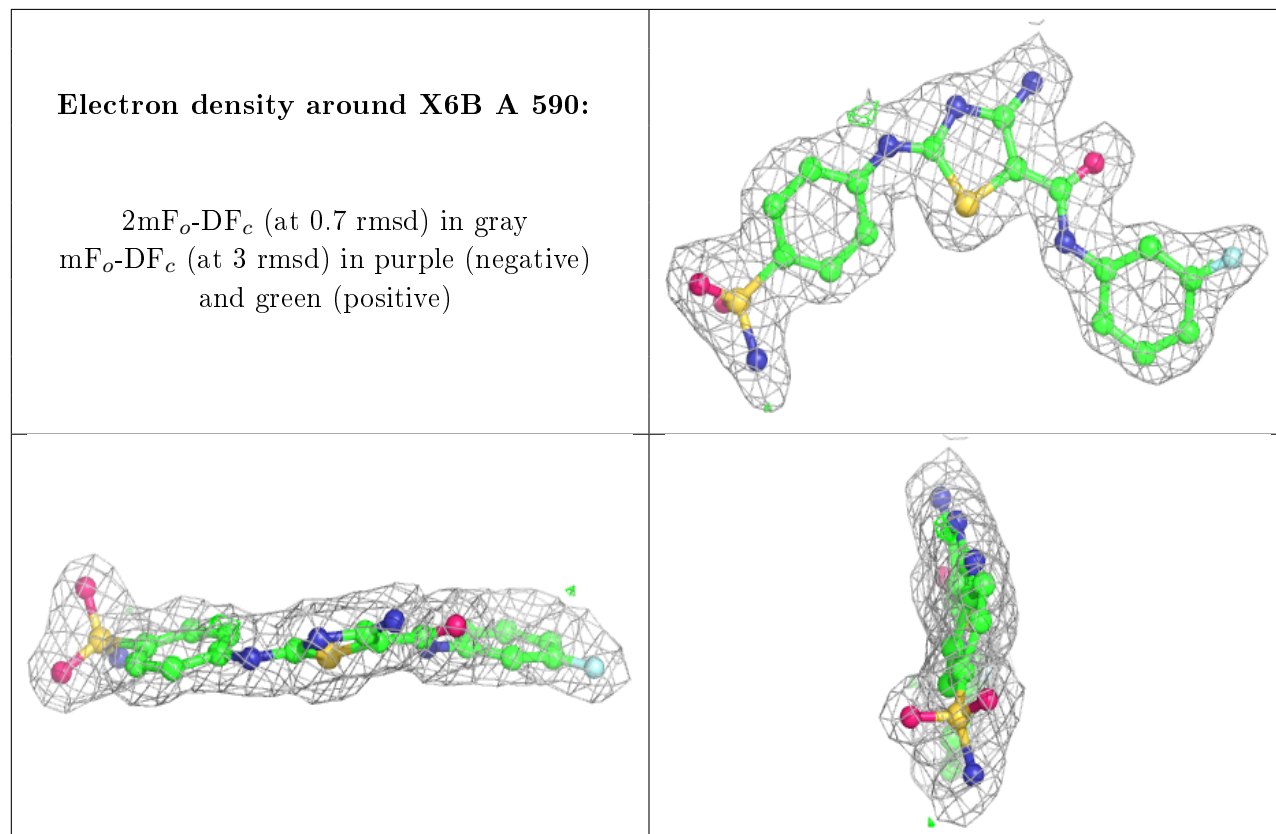 Electron density around X6B A 590:
2mFₒ-DF𝒸 (at 0.7 rmsd) in gray
mFₒ-DF𝒸 (at 3 rmsd) in purple (negative)
and green (positive)